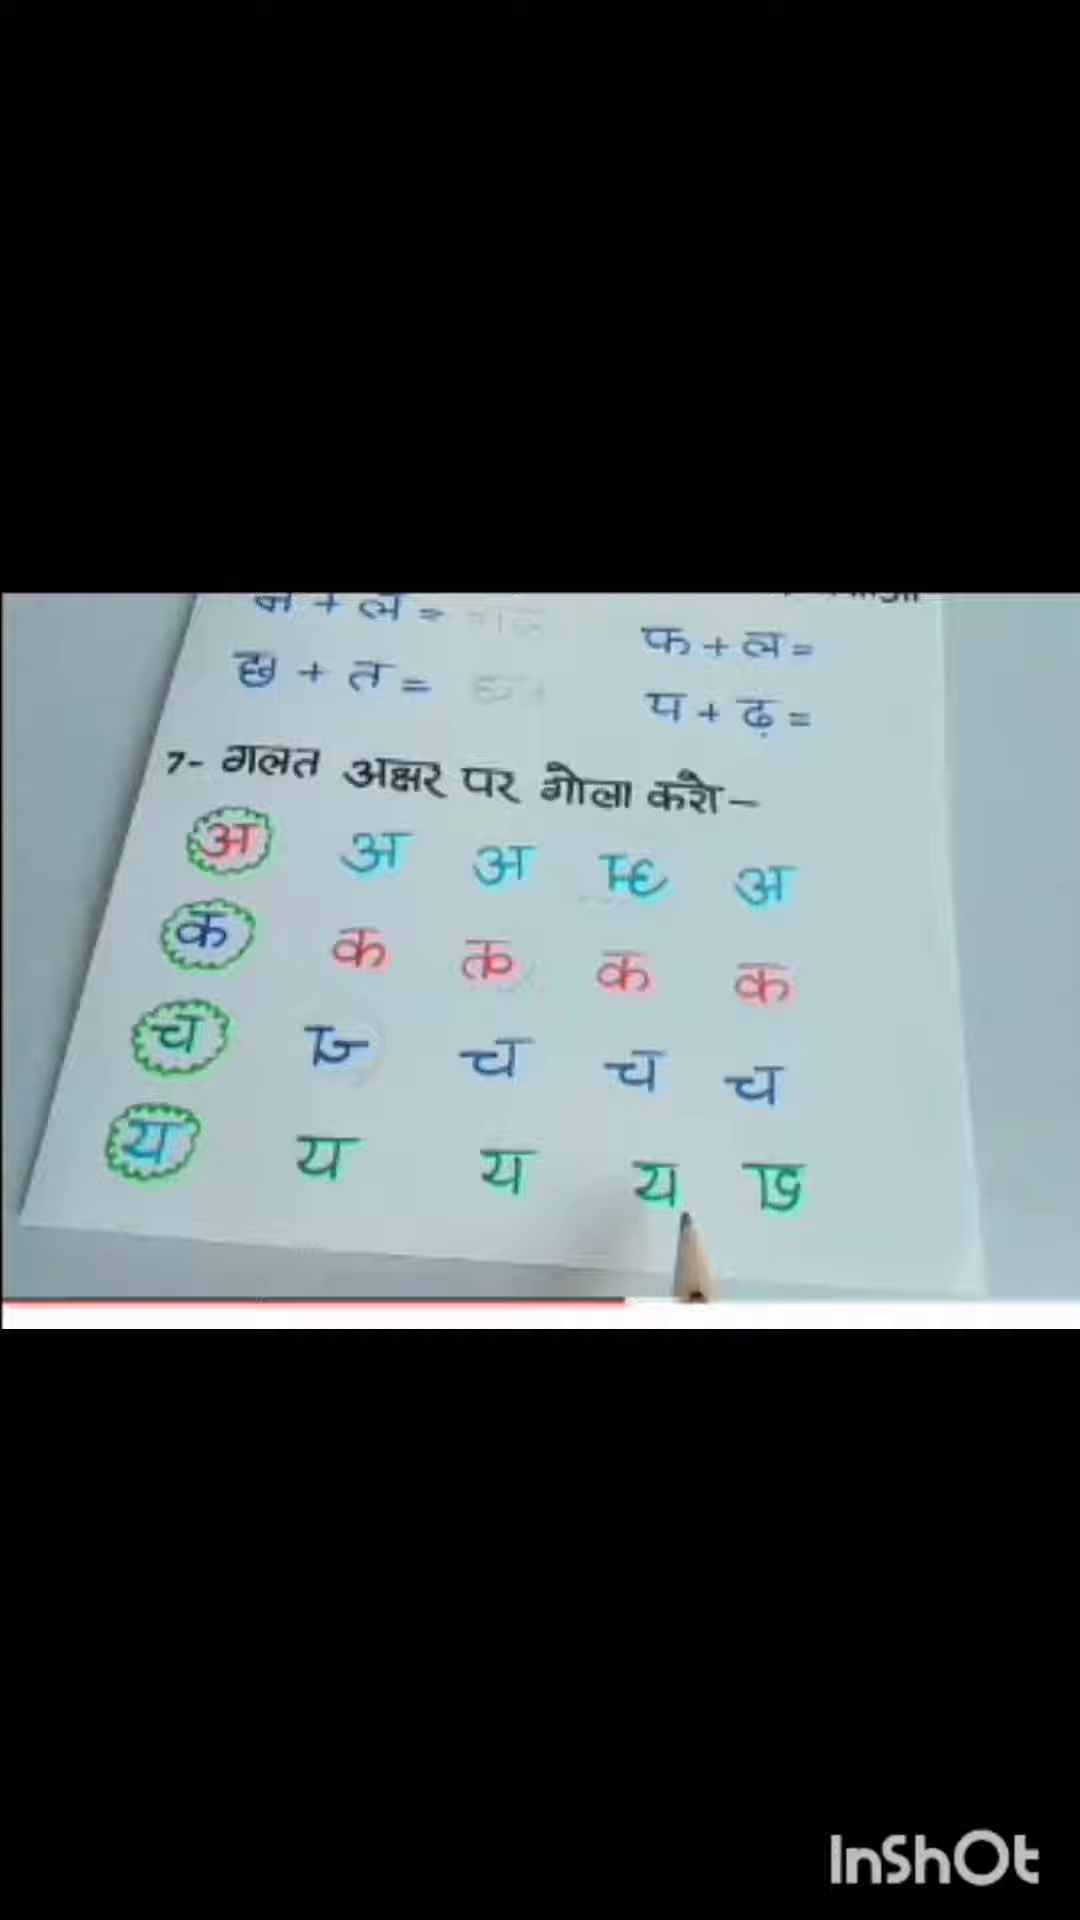 ख + त =
फ + ल =
प + ढ़ =
7- गलत अक्षर पर गोला करो -
अ अ अ अ
क क क क
च च च च
य य य य
InShOt